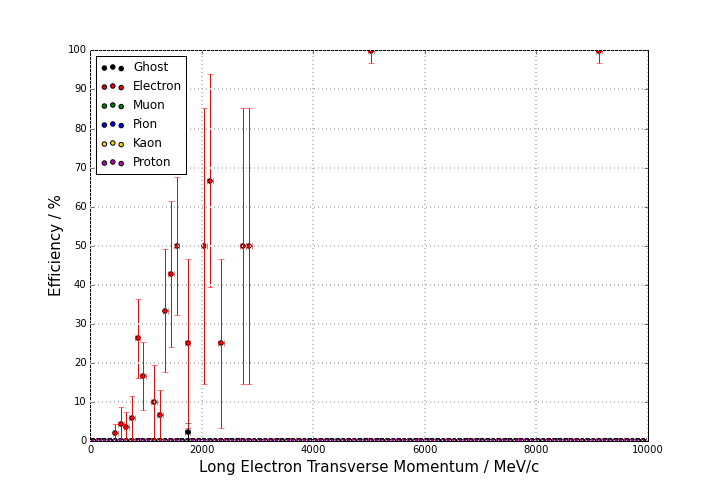 100
90
80
70
60
50
40
30
20
10
0
Efficiency / %
Ghost
Electron
Muon
Pion
Kaon
Proton
0 2000 4000 6000 8000 10000
Long Electron Transverse Momentum / MeV/c